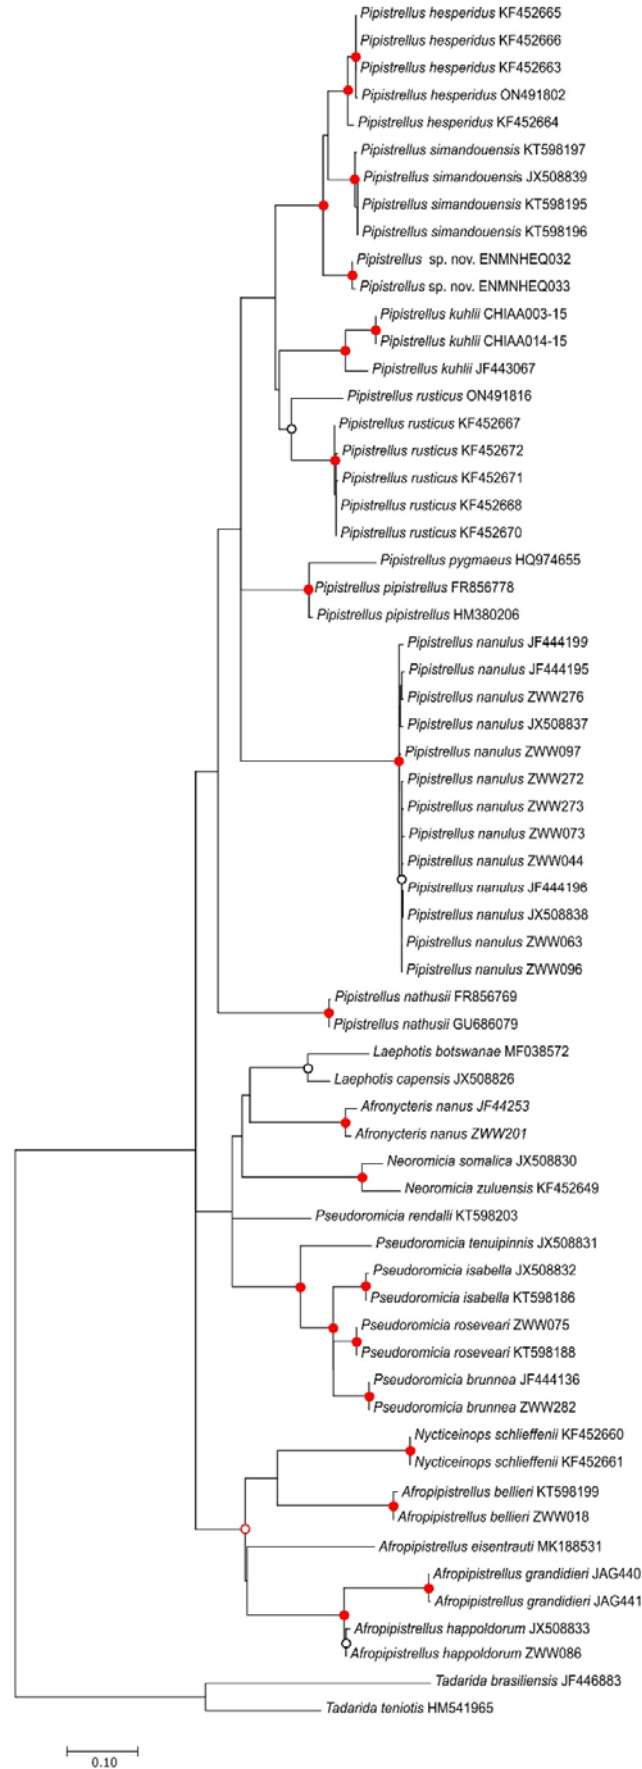 Pipistrellus hesperidus KF452665
Pipistrellus hesperidus KF452666
Pipistrellus hesperidus KF452663
Pipistrellus hesperidus ON491802
Pipistrellus hesperidus KF452664
Pipistrellus simandouensis KT598197
Pipistrellus simandouensis JX508839
Pipistrellus simandouensis KT598195
Pipistrellus simandouensis KT598196
Pipistrellus sp. nov. ENMNHEQ032
Pipistrellus sp. nov. ENMNHEQ033
Pipistrellus kuhlii CHIAA003-15
Pipistrellus kuhlii CHIAA014-15
Pipistrellus kuhlii JF443067
Pipistrellus rusticus ON491816
Pipistrellus rusticus KF452667
Pipistrellus rusticus KF452672
Pipistrellus rusticus KF452671
Pipistrellus rusticus KF452668
Pipistrellus rusticus KF452670
Pipistrellus pygmaeus HQ974655
Pipistrellus pipistrellus FR856778
Pipistrellus pipistrellus HM380206
Pipistrellus nanulus JF444199
Pipistrellus nanulus JF444195
Pipistrellus nanulus ZWW276
Pipistrellus nanulus JX508837
Pipistrellus nanulus ZWW097
Pipistrellus nanulus ZWW272
Pipistrellus nanulus ZWW273
Pipistrellus nanulus ZWW073
Pipistrellus nanulus ZWW044
Pipistrellus nanulus JF444196
Pipistrellus nanulus JX508838
Pipistrellus nanulus ZWW063
Pipistrellus nanulus ZWW096
Pipistrellus nathusii FR856769
Pipistrellus nathusii GU686079
Laephotis botswanae MF038572
Laephotis capensis JX508826
Afronycteris nanus JF44253
Afronycteris nanus ZWW201
Neoromicia somalica JX508830
Neoromicia zuluensis KF452649
Pseudoromicia rendalli KT598203
Pseudoromicia tenuipinnis JX508831
Pseudoromicia isabella JX508832
Pseudoromicia isabella KT598186
Pseudoromicia roseveari ZWW075
Pseudoromicia roseveari KT598188
Pseudoromicia brunnea JF444136
Pseudoromicia brunnea ZWW282
Nycticeinops schlieffenii KF452660
Nycticeinops schlieffenii KF452661
Afropipistrellus bellieri KT598199
Afropipistrellus bellieri ZWW018
Afropipistrellus eisentrauti MK188531
Afropipistrellus grandidieri JAG440
Afropipistrellus grandidieri JAG441
Afropipistrellus happoldorum JX508833
Afropipistrellus happoldorum ZWW086
Tadarida brasiliensis JF446883
Tadarida teniotis HM541965
0.10